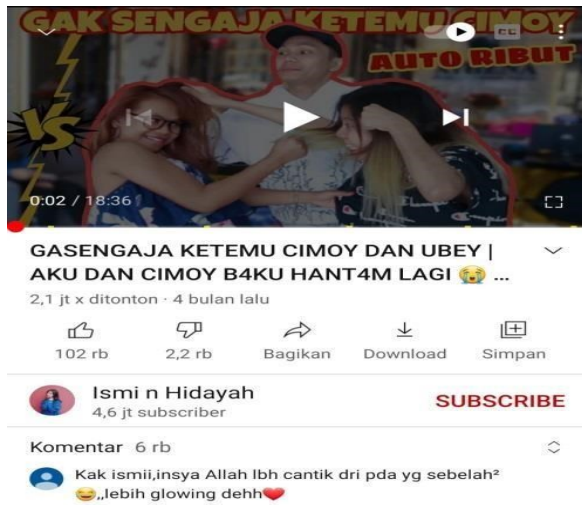 GAK SENGAJA KETEMU CIMOY
AUTO RIBUT
VS
0:02 / 18:36
GASENGAJA KETEMU CIMOY DAN UBEY |
AKU DAN CIMOY B4KU HANT4M LAGI 😭 ...
2,1 jt x ditonton · 4 bulan lalu
102 rb 2,2 rb Bagikan Download Simpan
Ismi n Hidayah
4,6 jt subscriber
SUBSCRIBE
Komentar 6 rb
Kak ismii,insya Allah lbh cantik dri pda yg sebelah²
😂,,lebih glowing dehh❤️